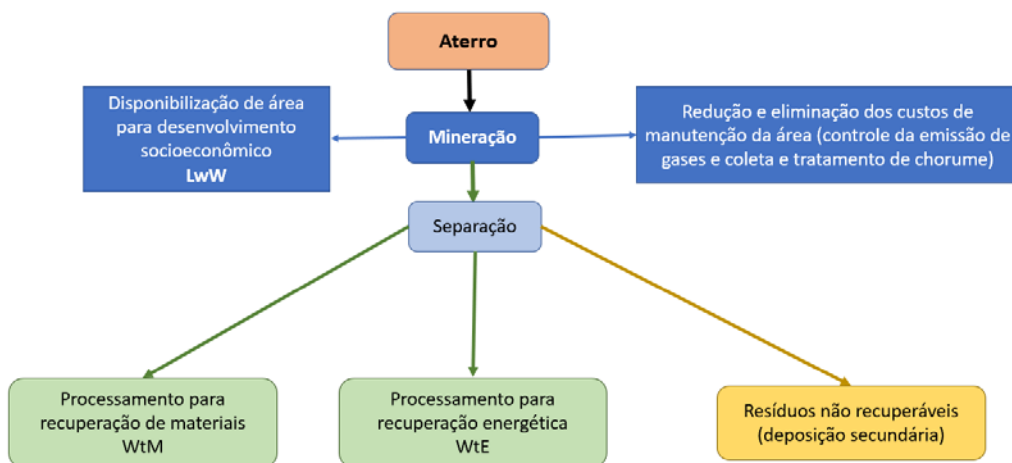 Aterro
Disponibilização de área
para desenvolvimento
socioeconômico
LwW
Mineração
Redução e eliminação dos custos de
manutenção da área (controle da emissão de
gases e coleta e tratamento de chorume)
Separação
Processamento para
recuperação de materiais
WtM
Processamento para
recuperação energética
WtE
Resíduos não recuperáveis
(deposição secundária)